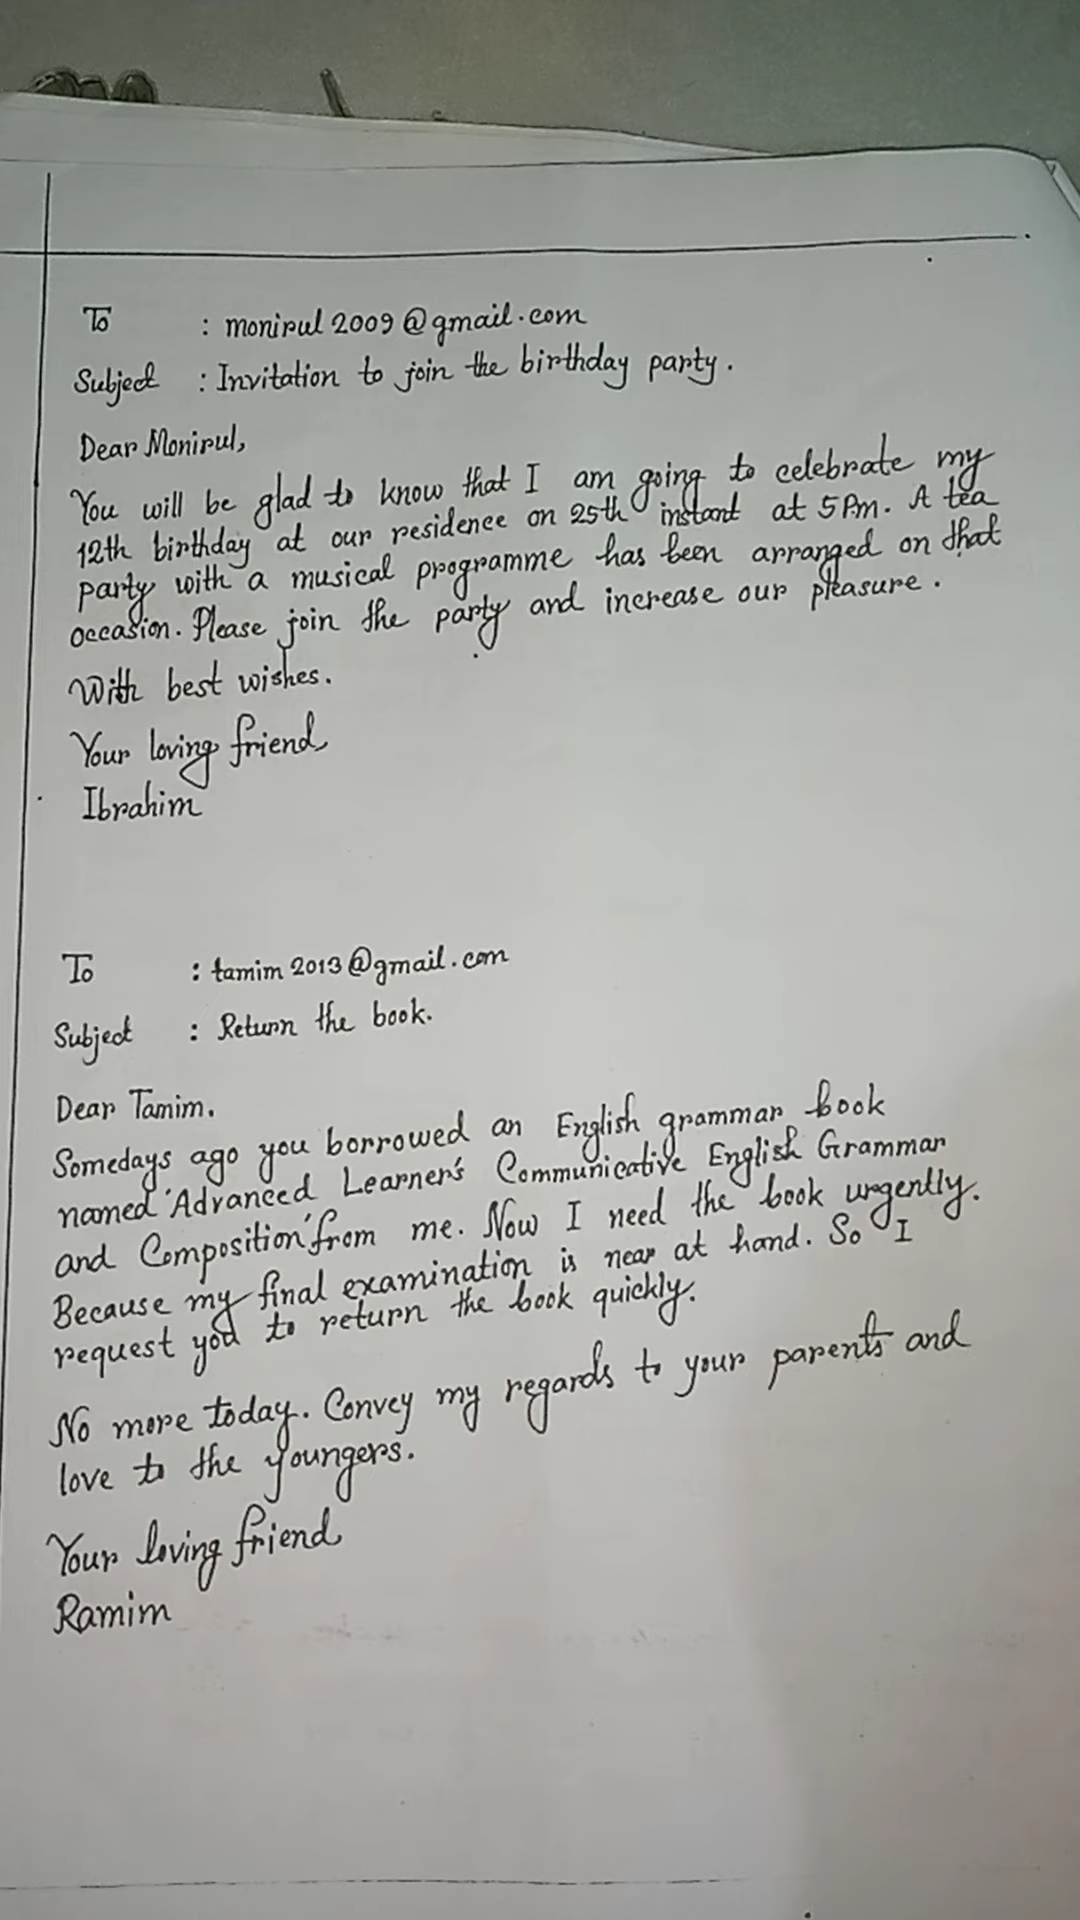 To : monirul 2009@gmail.com
Subject : Invitation to join the birthday party.
Dear Monirul,
You will be glad to know that I am going to celebrate my
12th birthday at our residence on 25th instant at 5 Pm. A tea
party with a musical programme has been arranged on that
occasion. Please join the party and increase our pleasure.
With best wishes.
Your loving friend,
Ibrahim
To : tamim 2013@gmail.com
Subject : Return the book.
Dear Tamim.
Somedays ago you borrowed an English grammar book
named 'Advanced Learner's Communicative English Grammar
and Composition' from me. Now I need the book urgently.
Because my final examination is near at hand. So I
request you to return the book quickly.
No more today. Convey my regards to your parents and
love to the youngers.
Your loving friend
Ramim